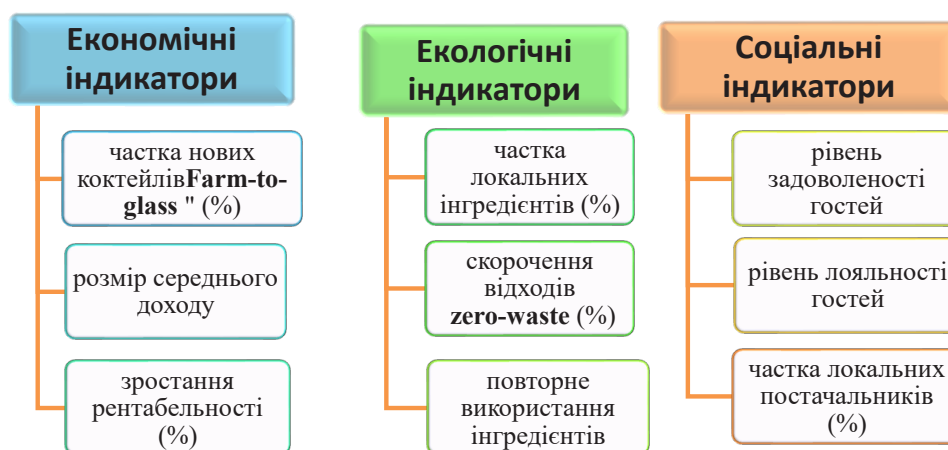 Економічні
індикатори
частка нових
коктейлівFarm-to-
glass " (%)
розмір середнього
доходу
зростання
рентабельності
(%)
Екологічні
індикатори
частка
локальних
інгредієнтів (%)
скорочення
відходів
zero-waste (%)
повторне
використання
інгредієнтів
Соціальні
індикатори
рівень
задоволеності
гостей
рівень лояльності
гостей
частка локальних
постачальників
(%)